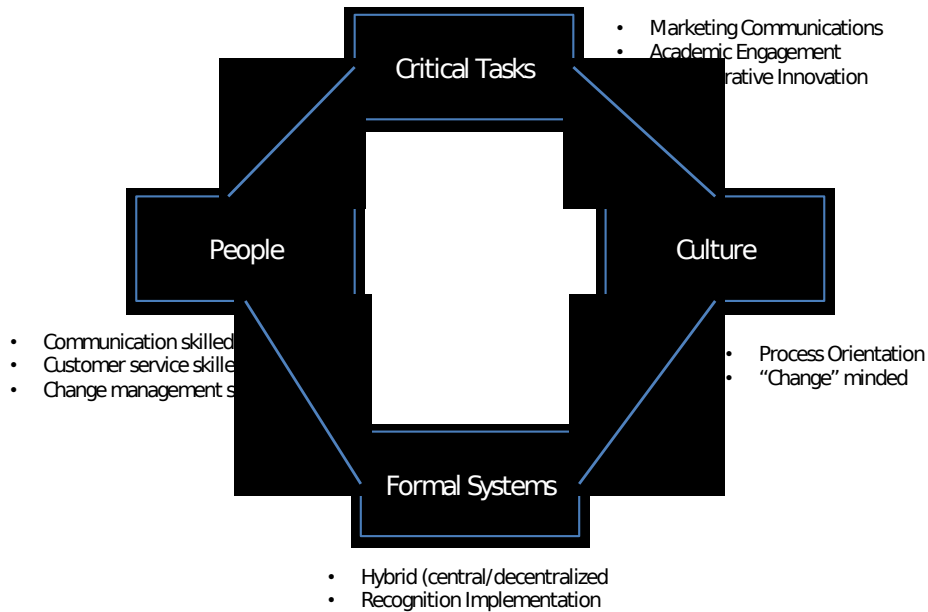 • Marketing Communications
• Academic Engagement
rative Innovation
Critical Tasks
People
Culture
• Communication skilled
• Customer service skille
• Change management s
• Process Orientation
• “Change” minded
Formal Systems
• Hybrid (central/decentralized
• Recognition Implementation